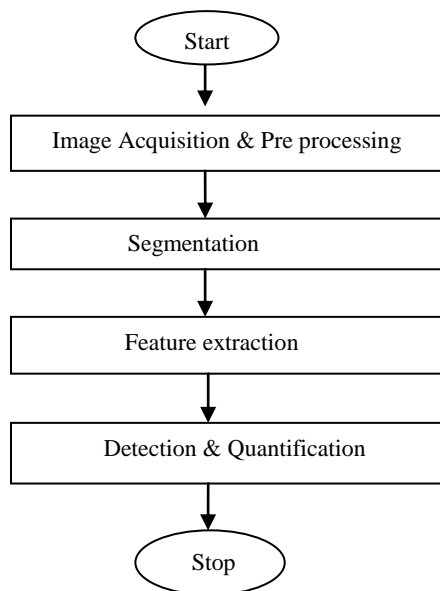 Start
Image Acquisition & Pre processing
Segmentation
Feature extraction
Detection & Quantification
Stop